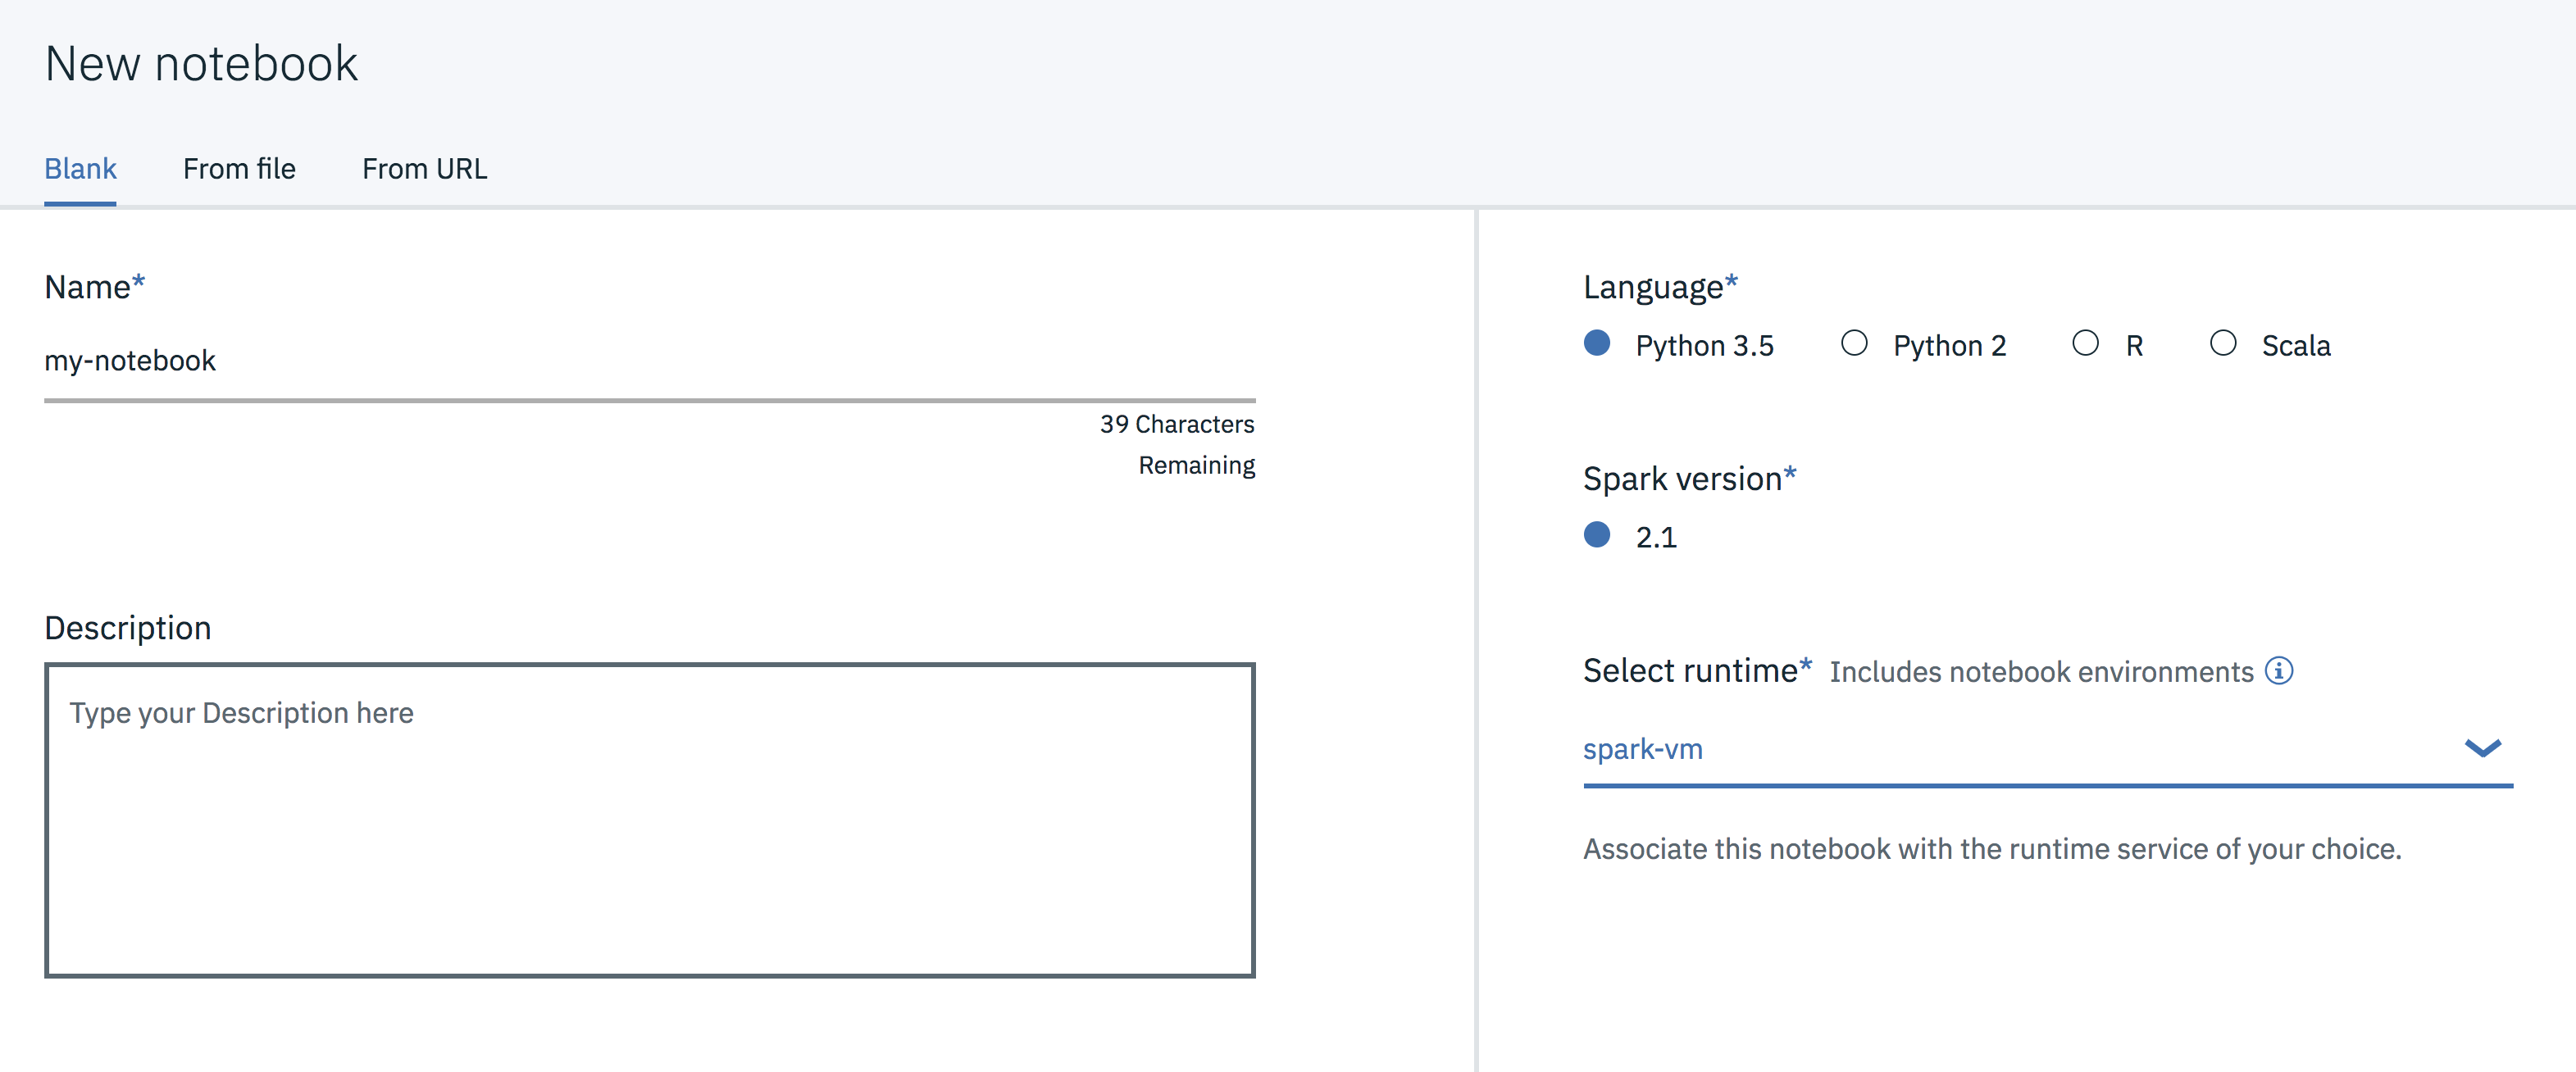 New notebook
Blank From file From URL
Name*
my-notebook
39 Characters
Remaining
Description
Type your Description here
Language*
Python 3.5 Python 2 R Scala
Spark version*
2.1
Select runtime* Includes notebook environments
spark-vm
Associate this notebook with the runtime service of your choice.